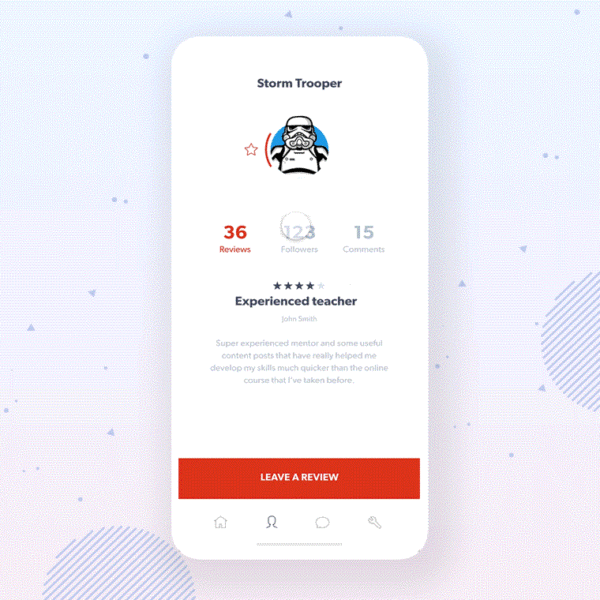 Storm Trooper
36 123 15
Reviews Followers Comments
Experienced teacher
John Smith
Super experienced mentor and some useful
content posts that have really helped me
develop my skills much quicker than the online
course that I've taken before.
LEAVE A REVIEW